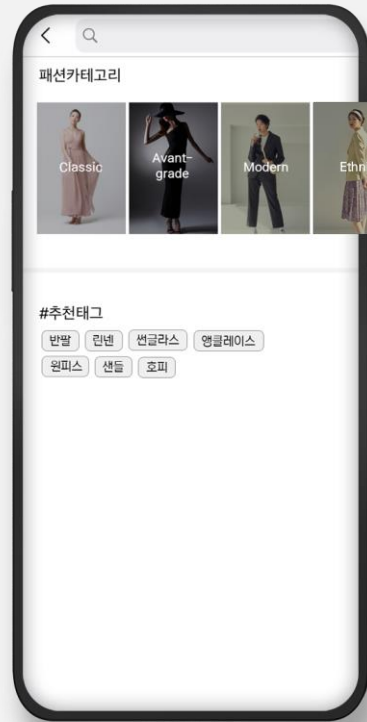 패션카테고리
Classic
Avant-
grade
Modern
Ethni
#추천태그
반팔 린넨 썬글라스 앵클레이스
원피스 샌들 호피